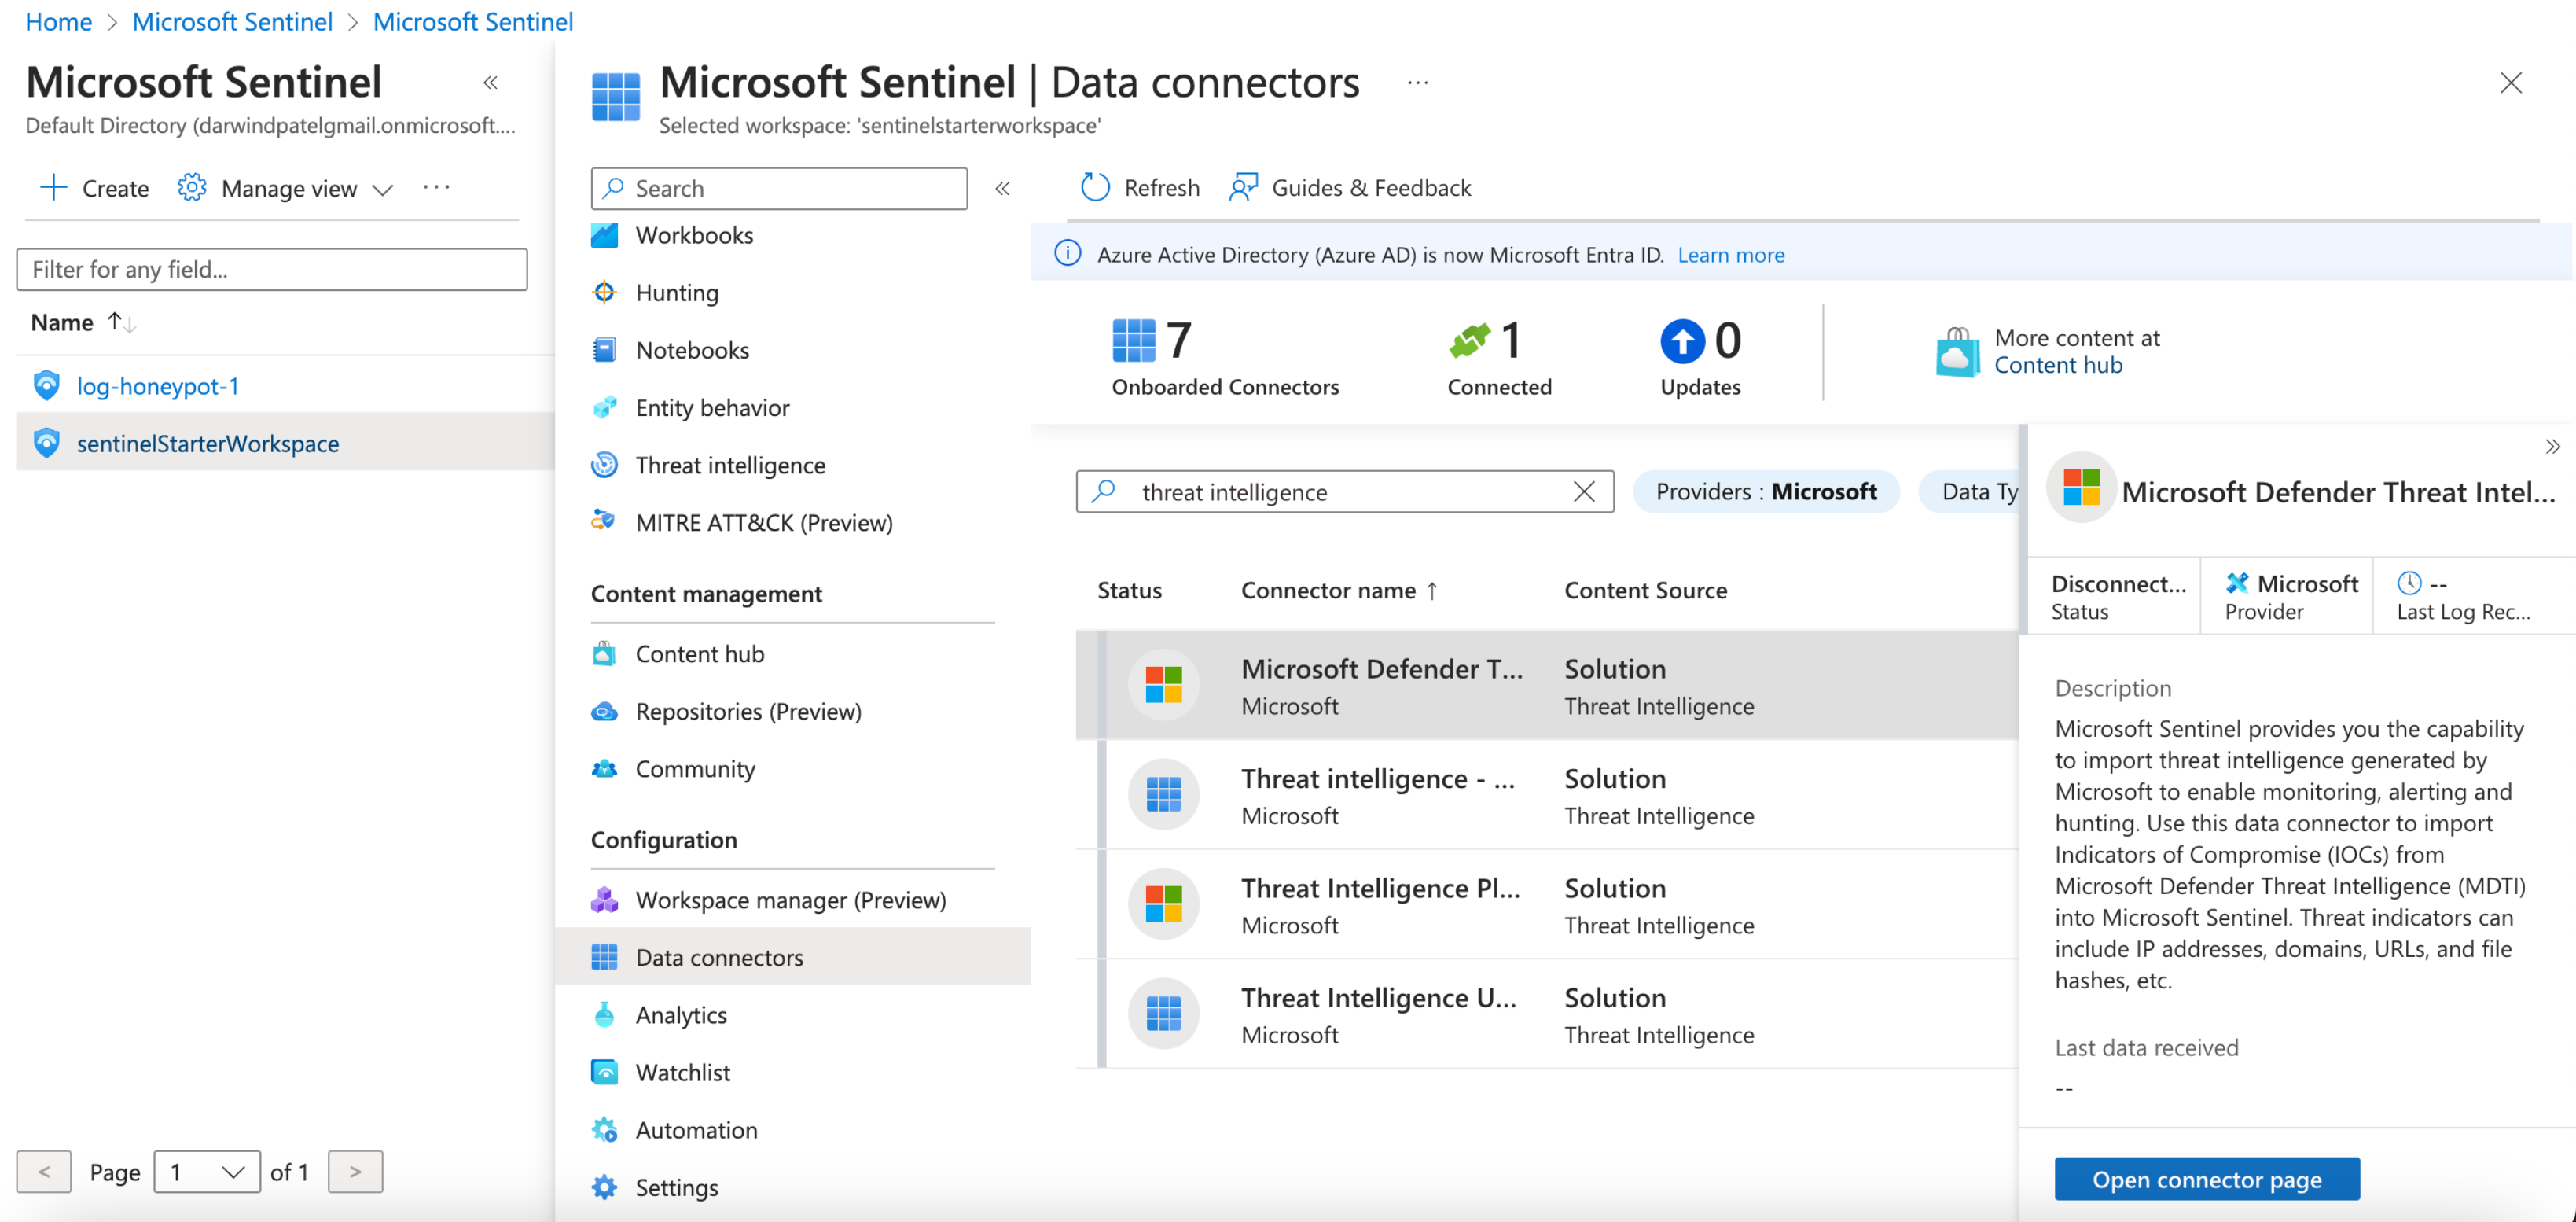 Home > Microsoft Sentinel > Microsoft Sentinel
Microsoft Sentinel
Default Directory (darwindpatelgmail.onmicrosoft....
Create
Manage view
Filter for any field...
Name
log-honeypot-1
sentinelStarterWorkspace
< Page 1 of 1 >
Microsoft Sentinel | Data connectors
Selected workspace: 'sentinelstarterworkspace'
Search
Workbooks
Hunting
Notebooks
Entity behavior
Threat intelligence
MITRE ATT&CK (Preview)
Content management
Content hub
Repositories (Preview)
Community
Configuration
Workspace manager (Preview)
Data connectors
Analytics
Watchlist
Automation
Settings
Refresh
Guides & Feedback
Azure Active Directory (Azure AD) is now Microsoft Entra ID. Learn more
7
Onboarded Connectors
1
Connected
0
Updates
More content at
Content hub
threat intelligence
Providers : Microsoft
Data Ty
Status Connector name Content Source
Microsoft Defender T... Solution
Microsoft Threat Intelligence
Threat intelligence - ... Solution
Microsoft Threat Intelligence
Threat Intelligence Pl... Solution
Microsoft Threat Intelligence
Threat Intelligence U... Solution
Microsoft Threat Intelligence
Microsoft Defender Threat Intel...
Disconnect... Microsoft --
Status Provider Last Log Rec...
Description
Microsoft Sentinel provides you the capability
to import threat intelligence generated by
Microsoft to enable monitoring, alerting and
hunting. Use this data connector to import
Indicators of Compromise (IOCs) from
Microsoft Defender Threat Intelligence (MDTI)
into Microsoft Sentinel. Threat indicators can
include IP addresses, domains, URLs, and file
hashes, etc.
Last data received
--
Open connector page